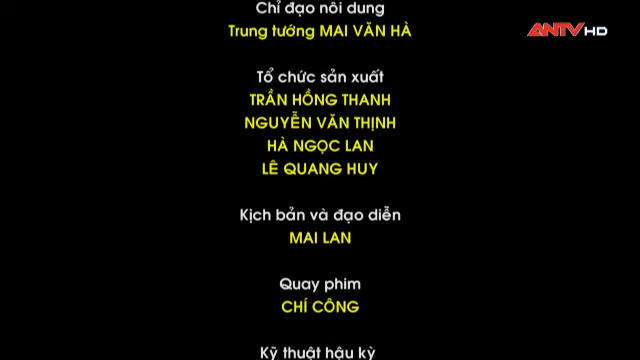 Chỉ đạo nội dung
Trung tướng MAI VĂN HÀ
ANTV HD
Tổ chức sản xuất
TRẦN HỒNG THANH
NGUYỄN VĂN THỊNH
HÀ NGỌC LAN
LÊ QUANG HUY
Kịch bản và đạo diễn
MAI LAN
Quay phim
CHÍ CÔNG
Kỹ thuật hậu kỳ